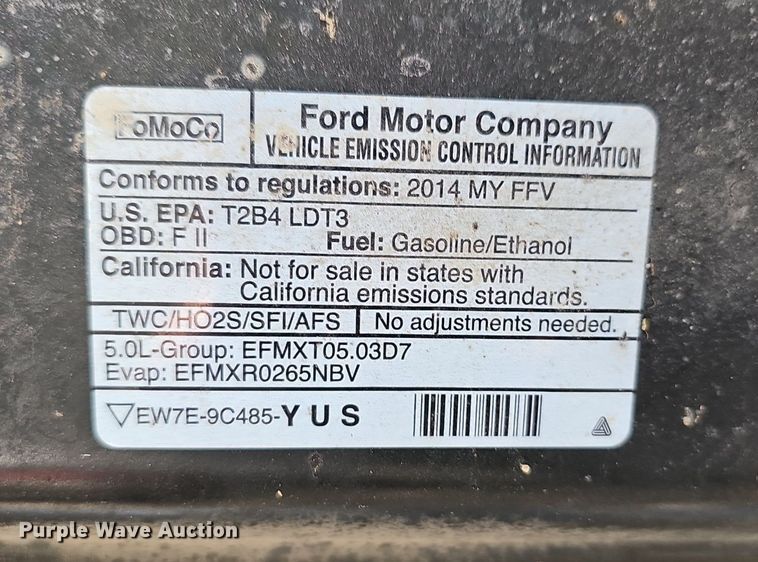 FoMoCo
Ford Motor Company
VEHICLE EMISSION CONTROL INFORMATION
Conforms to regulations: 2014 MY FFV
U.S. EPA: T2B4 LDT3
OBD: F II Fuel: Gasoline/Ethanol
California: Not for sale in states with
California emissions standards.
TWC/HO2S/SFI/AFS No adjustments needed.
5.0L-Group: EFMXT05.03D7
Evap: EFMXR0265NBV
EW7E-9C485-YUS
Purple Wave Auction